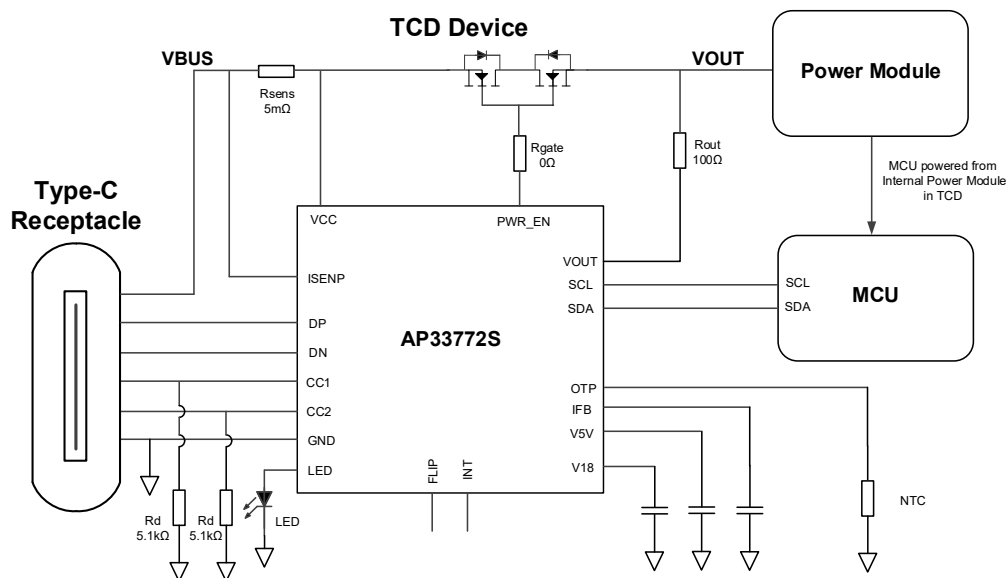 TCD Device
VBUS
VOUT
Power Module
Rsens
5mΩ
Rgate
0Ω
Rout
100Ω
MCU powered from
Internal Power Module
in TCD
Type-C
Receptacle
VCC
PWR_EN
VOUT
ISENP
SCL
SCL
MCU
SDA
SDA
DP
AP33772S
DN
CC1
OTP
CC2
IFB
GND
V5V
LED
FLIP
INT
V18
NTC
Rd
5.1kΩ
Rd
5.1kΩ
LED